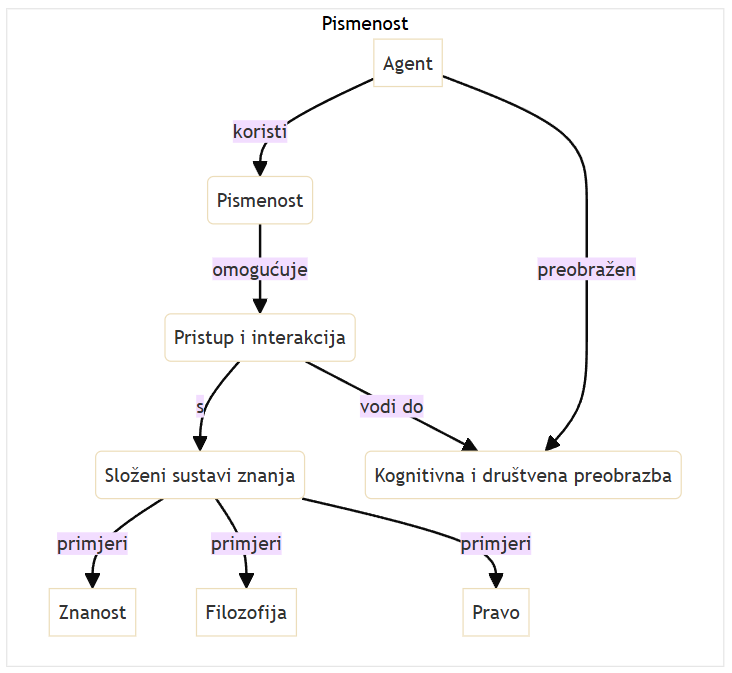 Pismenost
Agent
koristi
Pismenost
omogućuje
preobražen
Pristup i interakcija
s
vodi do
Složeni sustavi znanja
Kognitivna i društvena preobrazba
primjeri
primjeri
primjeri
Znanost
Filozofija
Pravo